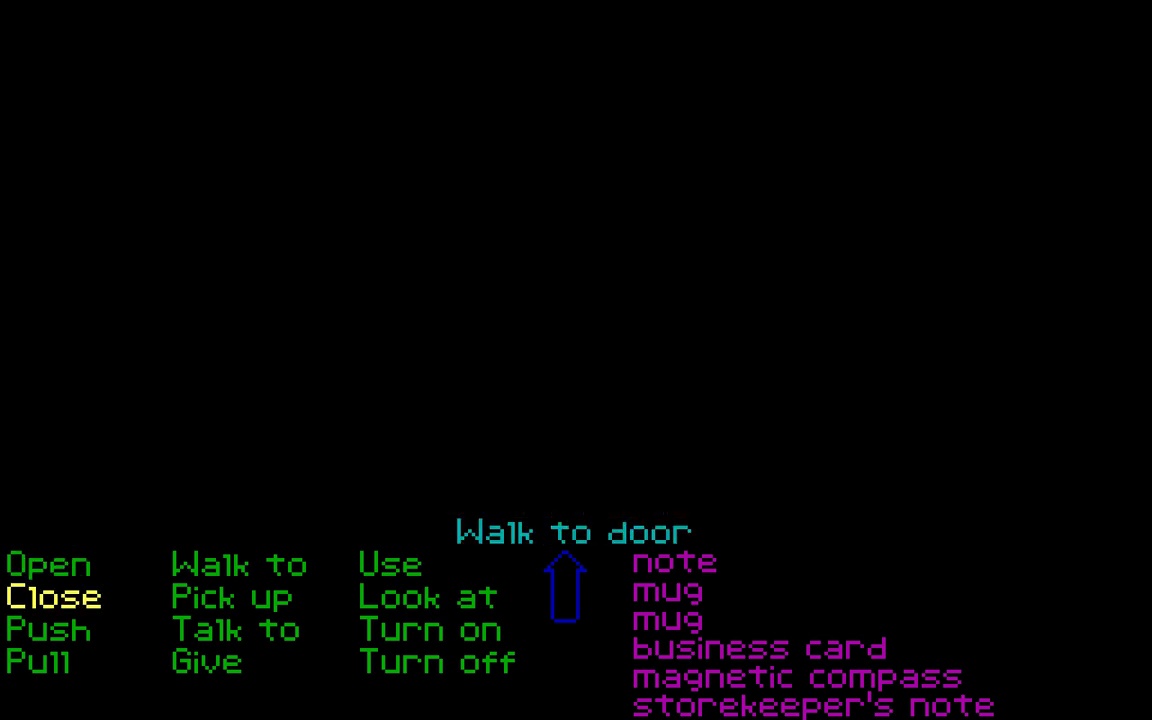 Walk to door
Open Walk to Use note
Close Pick up Look at mug
Push Talk to Turn on mug
Pull Give Turn off business card
magnetic compass
storekeeper's note